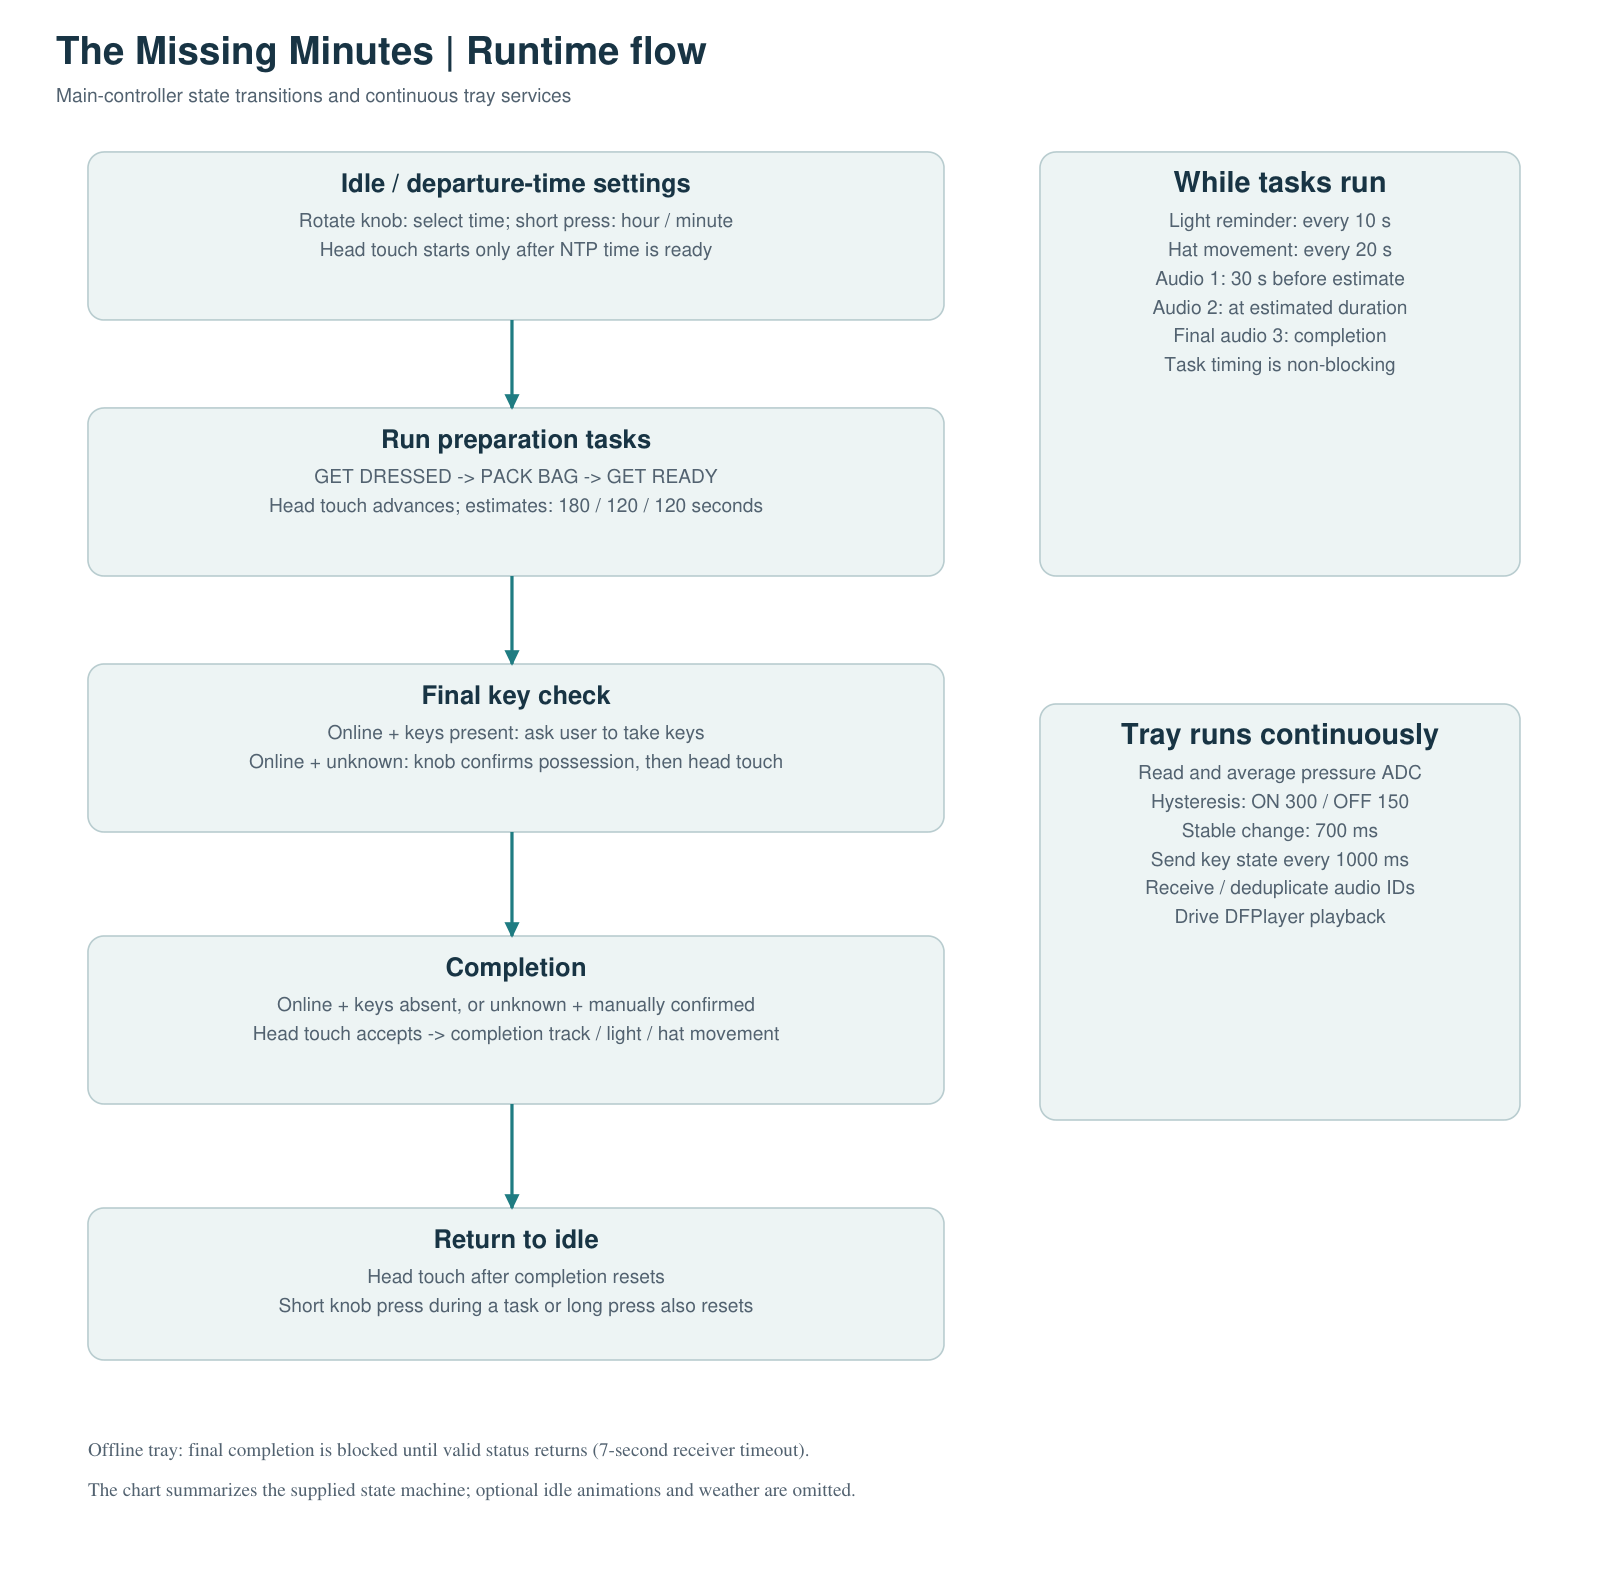 The Missing Minutes | Runtime flow
Main-controller state transitions and continuous tray services
Idle / departure-time settings
Rotate knob: select time; short press: hour / minute
Head touch starts only after NTP time is ready
Run preparation tasks
GET DRESSED -> PACK BAG -> GET READY
Head touch advances; estimates: 180 / 120 / 120 seconds
Final key check
Online + keys present: ask user to take keys
Online + unknown: knob confirms possession, then head touch
Completion
Online + keys absent, or unknown + manually confirmed
Head touch accepts -> completion track / light / hat movement
Return to idle
Head touch after completion resets
Short knob press during a task or long press also resets
While tasks run
Light reminder: every 10 s
Hat movement: every 20 s
Audio 1: 30 s before estimate
Audio 2: at estimated duration
Final audio 3: completion
Task timing is non-blocking
Tray runs continuously
Read and average pressure ADC
Hysteresis: ON 300 / OFF 150
Stable change: 700 ms
Send key state every 1000 ms
Receive / deduplicate audio IDs
Drive DFPlayer playback
Offline tray: final completion is blocked until valid status returns (7-second receiver timeout).
The chart summarizes the supplied state machine; optional idle animations and weather are omitted.